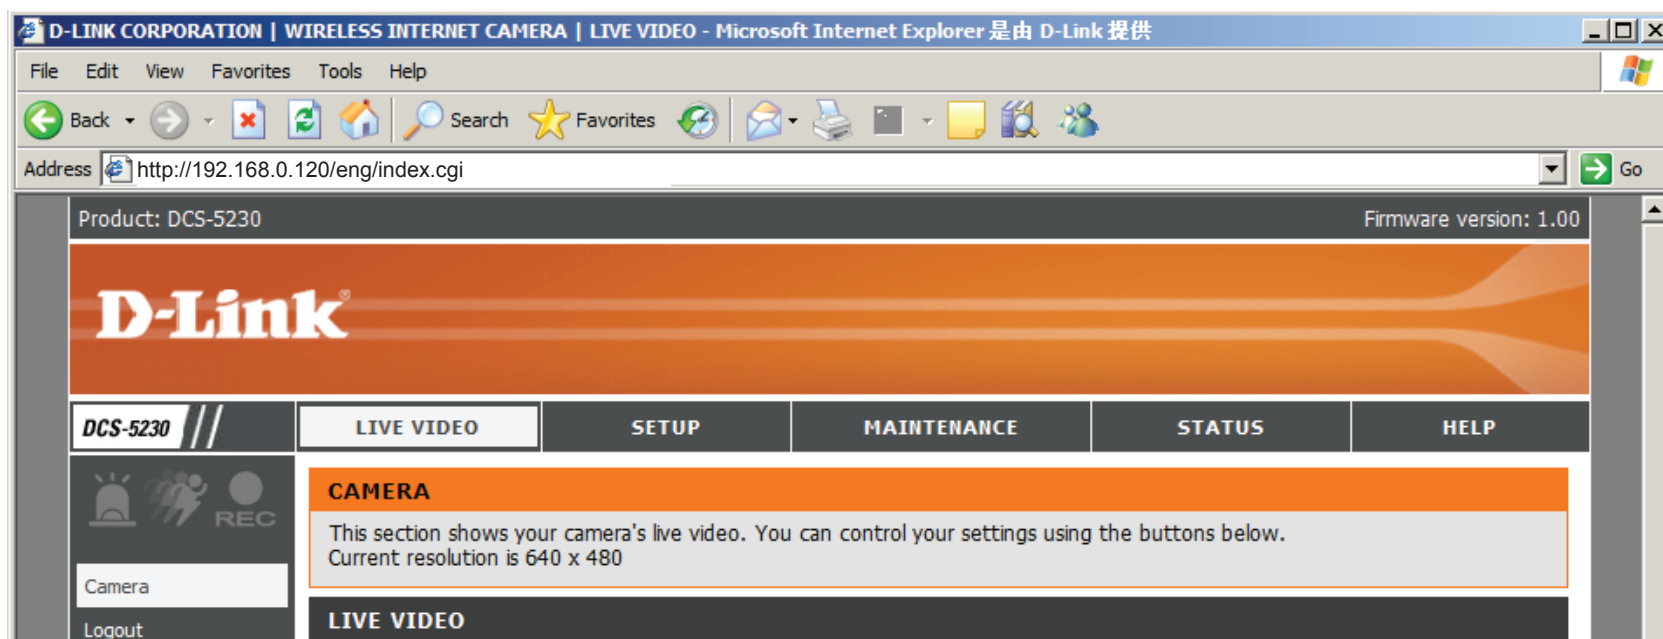 D-LINK CORPORATION | WIRELESS INTERNET CAMERA | LIVE VIDEO - Microsoft Internet Explorer 是由 D-Link 提供
File Edit View Favorites Tools Help
Back Search Favorites
Address http://192.168.0.120/eng/index.cgi Go
Product: DCS-5230 Firmware version: 1.00
D-Link®
DCS-5230 LIVE VIDEO SETUP MAINTENANCE STATUS HELP
REC
CAMERA
This section shows your camera's live video. You can control your settings using the buttons below.
Current resolution is 640 x 480
Camera
Logout
LIVE VIDEO